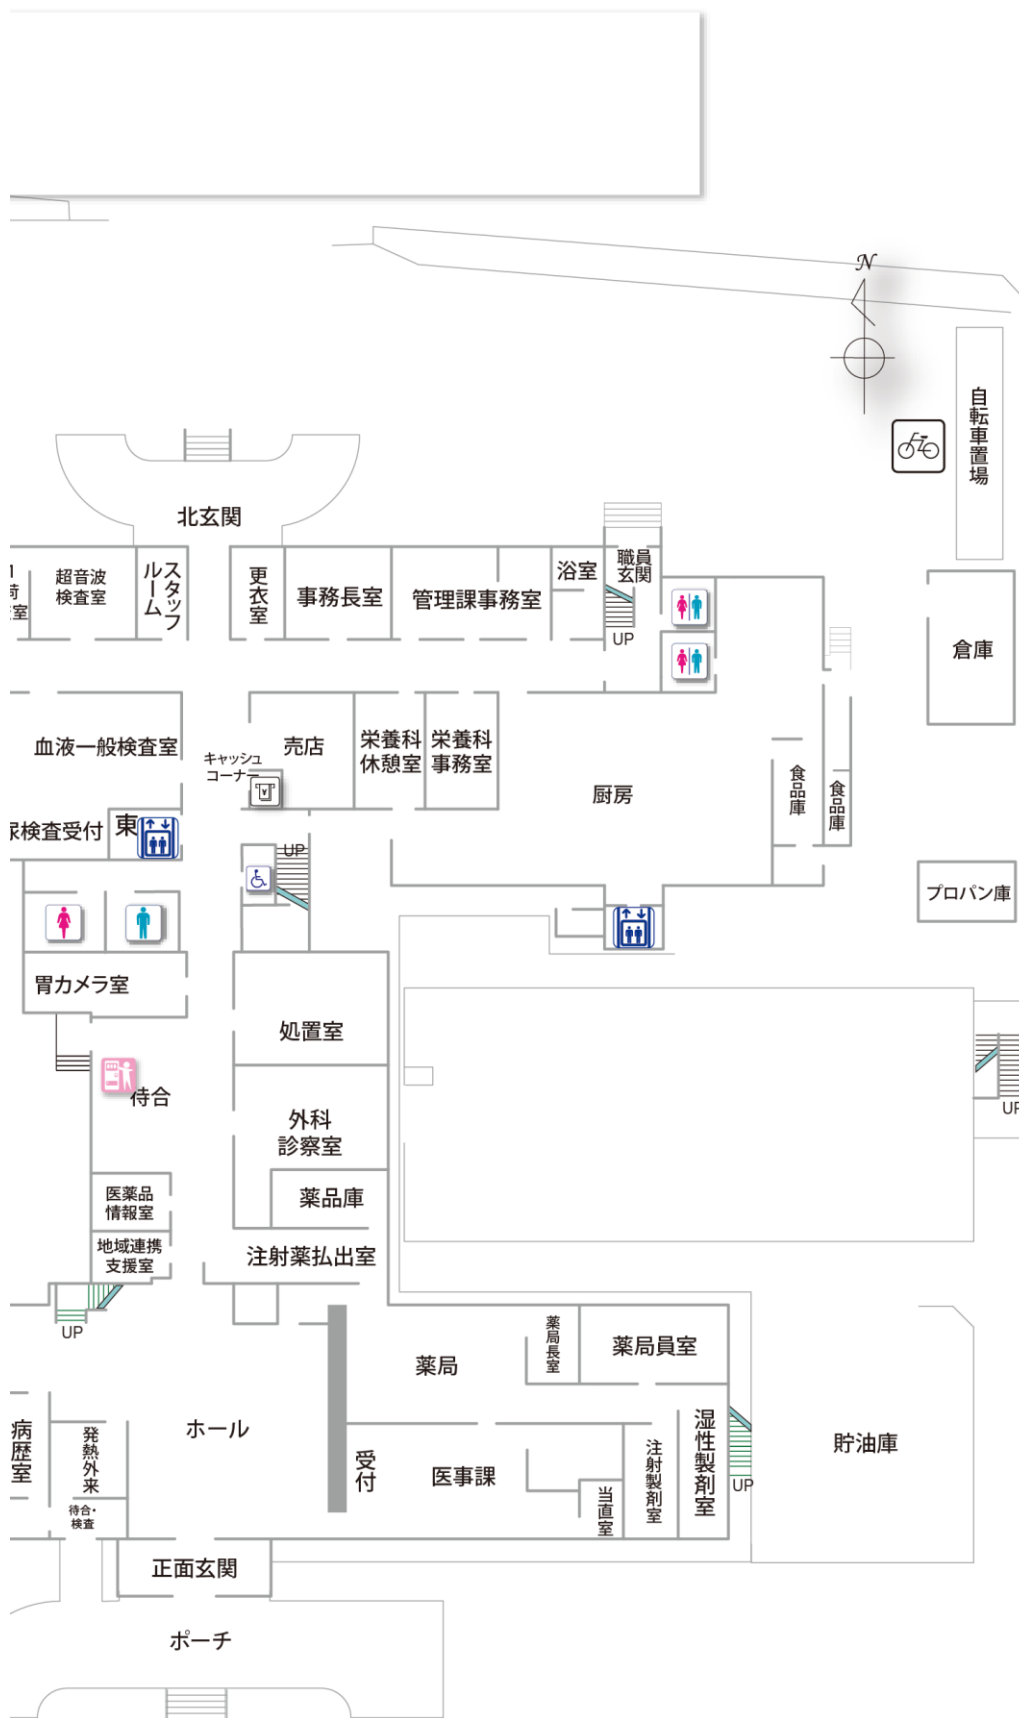 N
自転車置場
北玄関
超音波
検査室
スタッフ
ルーム
更衣室
事務長室
管理課事務室
浴室
職員
玄関
UP
倉庫
血液一般検査室
キャッシュ
コーナー
売店
栄養科
休憩室
栄養科
事務室
厨房
食品庫
食品庫
尿検査受付
東
UP
プロパン庫
胃カメラ室
処置室
待合
外科
診察室
UP
医薬品
情報室
薬品庫
地域連携
支援室
注射薬払出室
UP
薬局
薬局長室
薬局員室
病歴室
発熱外来
ホール
受付
医事課
当直室
注射製剤室
湿性製剤室
UP
貯油庫
待合・
検査
正面玄関
ポーチ